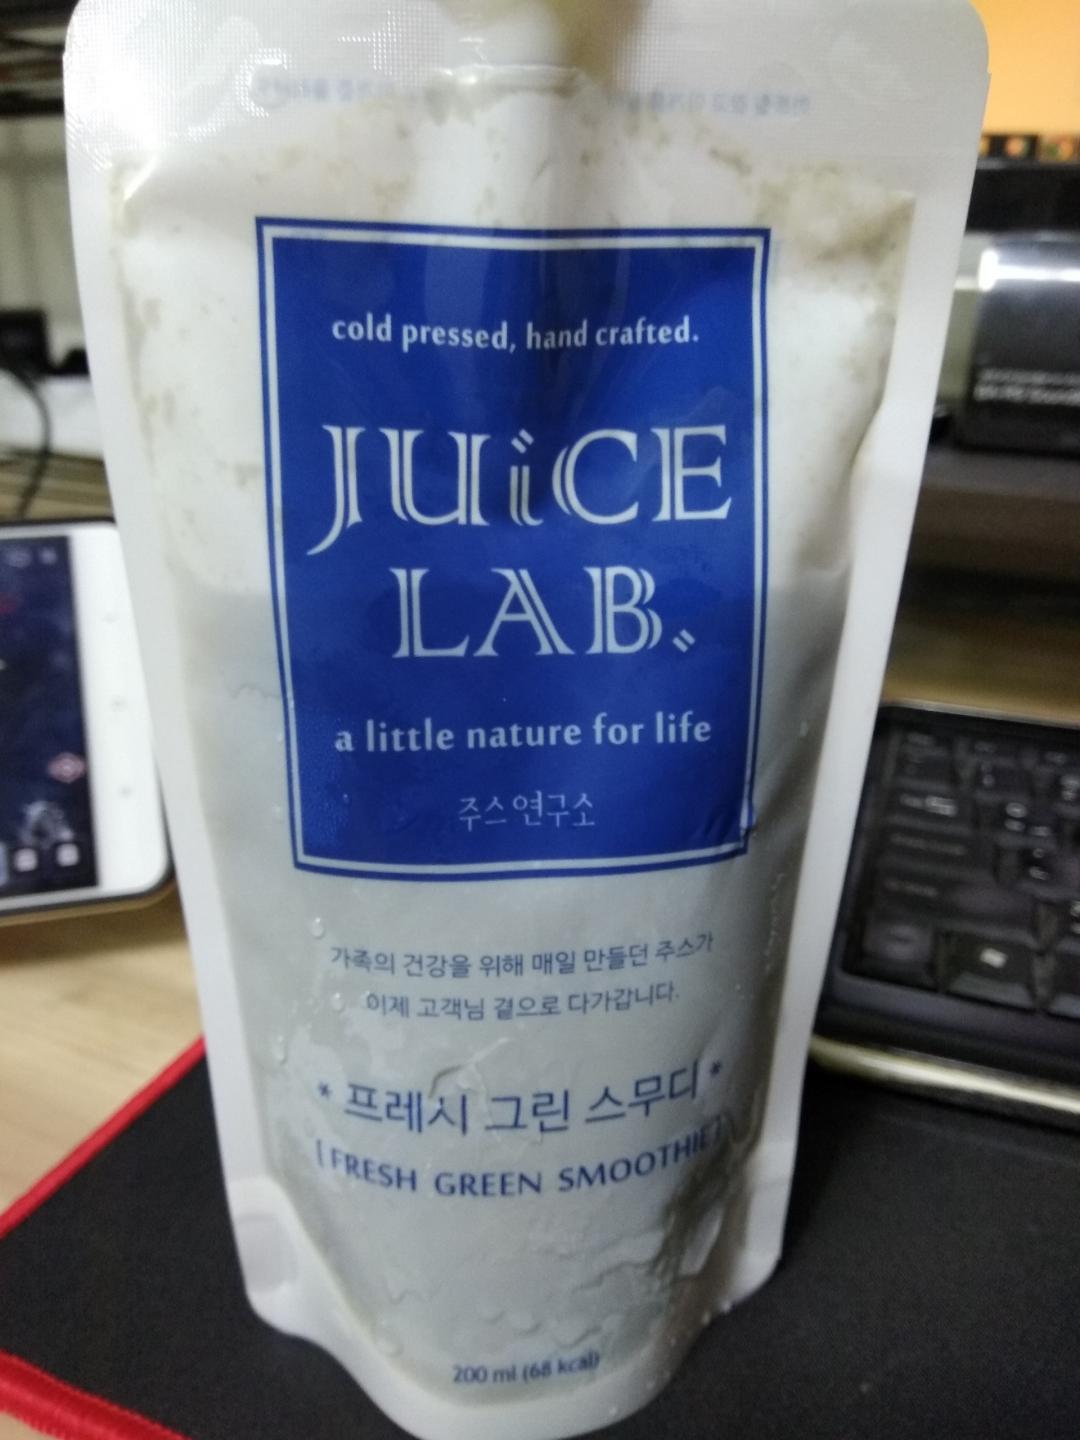 cold pressed, hand crafted.
JUiCE
LAB.
a little nature for life
주스연구소
가족의 건강을 위해 매일 만들던 주스가
이제 고객님 곁으로 다가갑니다.
* 프레시 그린 스무디 *
[FRESH GREEN SMOOTHIE]
200 ml (68 kcal)